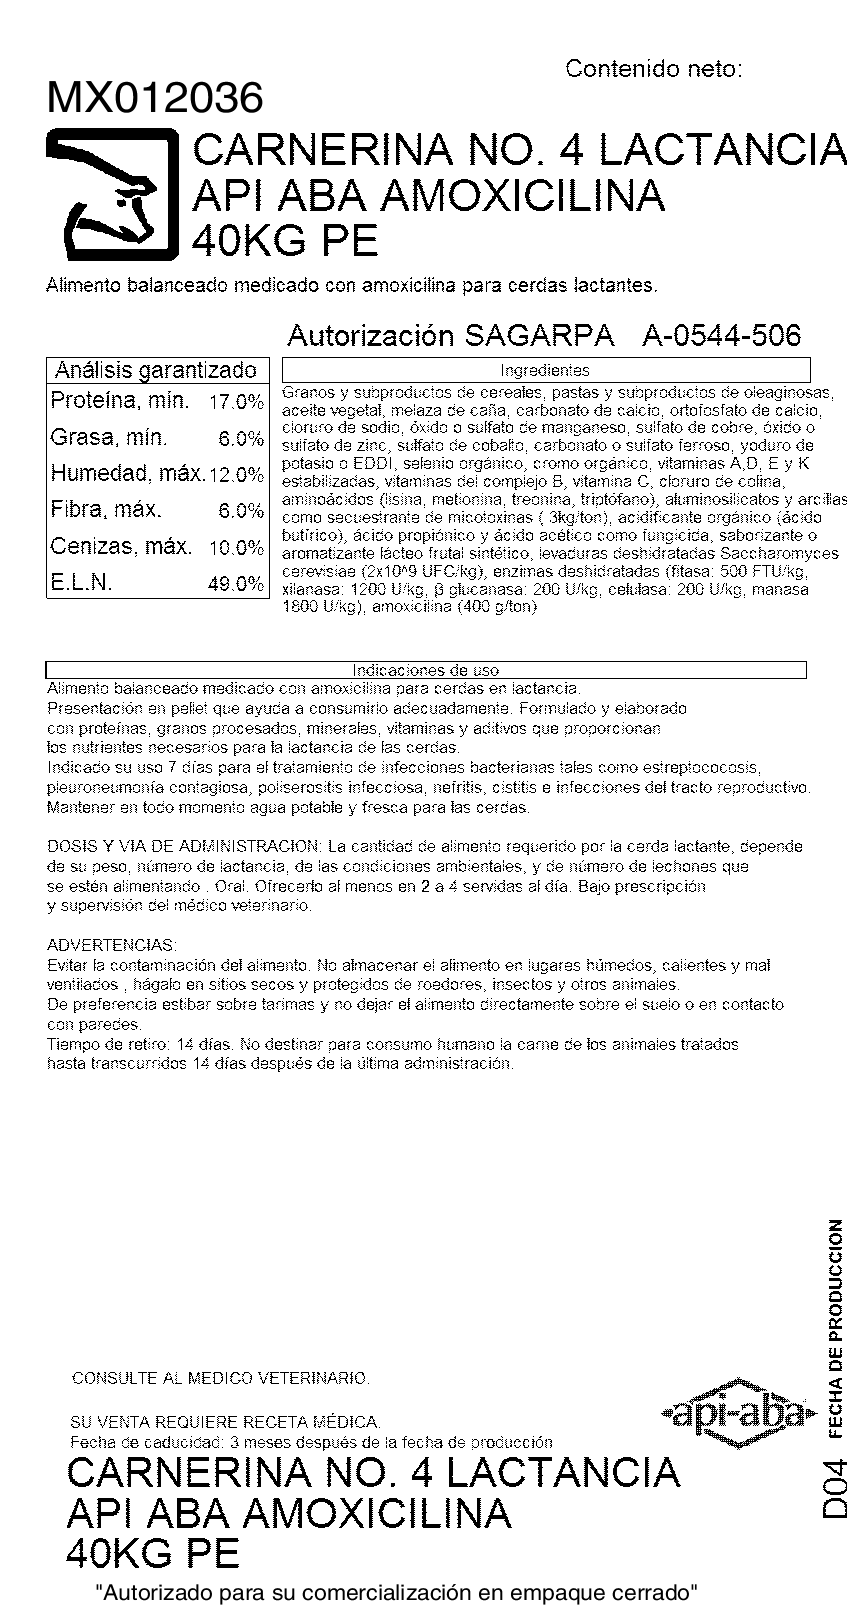 Contenido neto:
MX012036
CARNERINA NO. 4 LACTANCIA
API ABA AMOXICILINA
40KG PE
Alimento balanceado medicado con amoxicilina para cerdas lactantes.
Autorización SAGARPA A-0544-506
Análisis garantizado
Proteína, mín. 17.0%
Grasa, mín. 6.0%
Humedad, máx. 12.0%
Fibra, máx. 6.0%
Cenizas, máx. 10.0%
E.L.N. 49.0%
Ingredientes
Granos y subproductos de cereales, pastas y subproductos de oleaginosas,
aceite vegetal, melaza de caña, carbonato de calcio, ortofosfato de calcio,
cloruro de sodio, óxido o sulfato de manganeso, sulfato de cobre, óxido o
sulfato de zinc, sulfato de cobalto, carbonato o sulfato ferroso, yoduro de
potasio o EDDI, selenio orgánico, cromo orgánico, vitaminas A,D, E y K
estabilizadas, vitaminas del complejo B, vitamina C, cloruro de colina,
aminoácidos (lisina, metionina, treonina, triptófano), aluminosilicatos y arcillas
como secuestrante de micotoxinas ( 3kg/ton), acidificante orgánico (ácido
butírico), ácido propiónico y ácido acético como fungicida, saborizante o
aromatizante lácteo frutal sintético, levaduras deshidratadas Saccharomyces
cerevisiae (2x10^9 UFC/kg), enzimas deshidratadas (fitasa: 500 FTU/kg,
xilanasa: 1200 U/kg, β glucanasa: 200 U/kg, celulasa: 200 U/kg, manasa
1800 U/kg), amoxicilina (400 g/ton)
Indicaciones de uso
Alimento balanceado medicado con amoxicilina para cerdas en lactancia.
Presentación en pellet que ayuda a consumirlo adecuadamente. Formulado y elaborado
con proteínas, granos procesados, minerales, vitaminas y aditivos que proporcionan
los nutrientes necesarios para la lactancia de las cerdas.
Indicado su uso 7 días para el tratamiento de infecciones bacterianas tales como estreptococosis,
pleuroneumonía contagiosa, poliserositis infecciosa, nefritis, cistitis e infecciones del tracto reproductivo.
Mantener en todo momento agua potable y fresca para las cerdas.
DOSIS Y VIA DE ADMINISTRACION: La cantidad de alimento requerido por la cerda lactante, depende
de su peso, número de lactancia, de las condiciones ambientales, y de número de lechones que
se estén alimentando . Oral. Ofrecerlo al menos en 2 a 4 servidas al día. Bajo prescripción
y supervisión del médico veterinario.
ADVERTENCIAS:
Evitar la contaminación del alimento. No almacenar el alimento en lugares húmedos, calientes y mal
ventilados , hágalo en sitios secos y protegidos de roedores, insectos y otros animales.
De preferencia estibar sobre tarimas y no dejar el alimento directamente sobre el suelo o en contacto
con paredes.
Tiempo de retiro: 14 días. No destinar para consumo humano la carne de los animales tratados
hasta transcurridos 14 días después de la última administración.
FECHA DE PRODUCCION
D04
CONSULTE AL MEDICO VETERINARIO.
api-aba
SU VENTA REQUIERE RECETA MÉDICA.
Fecha de caducidad: 3 meses después de la fecha de producción
CARNERINA NO. 4 LACTANCIA
API ABA AMOXICILINA
40KG PE
"Autorizado para su comercialización en empaque cerrado"